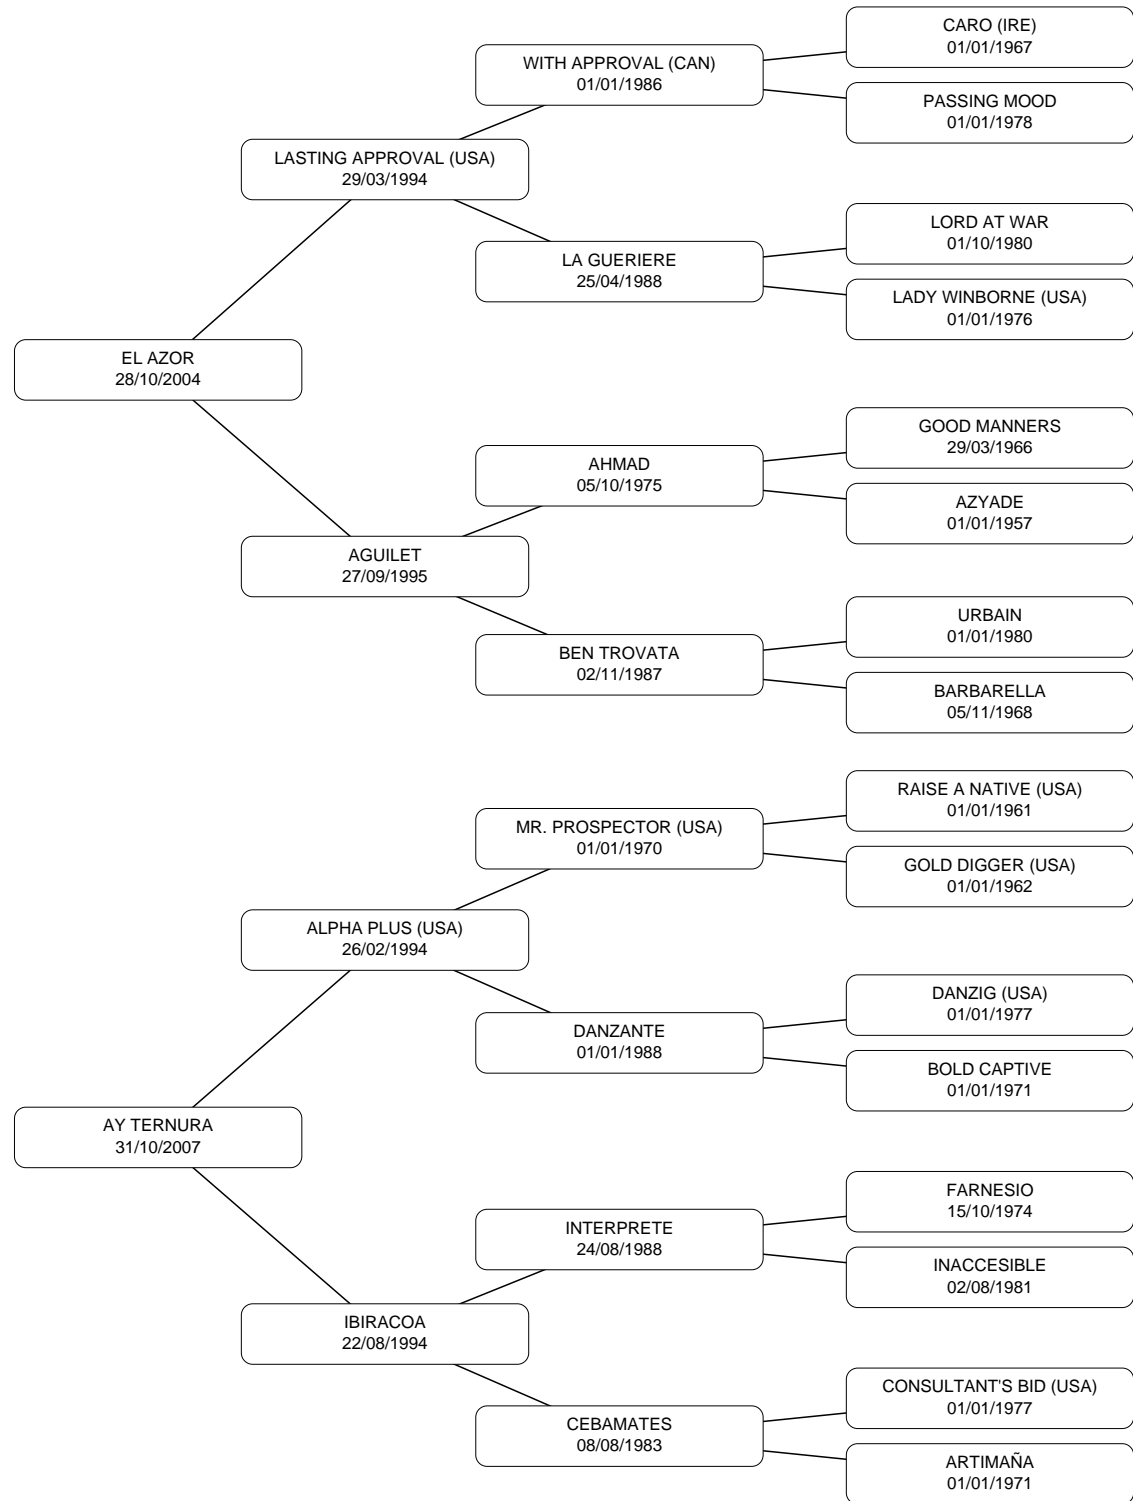 CARO (IRE)
01/01/1967
WITH APPROVAL (CAN)
01/01/1986
PASSING MOOD
01/01/1978
LASTING APPROVAL (USA)
29/03/1994
LORD AT WAR
01/10/1980
LA GUERIERE
25/04/1988
LADY WINBORNE (USA)
01/01/1976
EL AZOR
28/10/2004
GOOD MANNERS
29/03/1966
AHMAD
05/10/1975
AZYADE
01/01/1957
AGUILET
27/09/1995
URBAIN
01/01/1980
BEN TROVATA
02/11/1987
BARBARELLA
05/11/1968
RAISE A NATIVE (USA)
01/01/1961
MR. PROSPECTOR (USA)
01/01/1970
GOLD DIGGER (USA)
01/01/1962
ALPHA PLUS (USA)
26/02/1994
DANZIG (USA)
01/01/1977
DANZANTE
01/01/1988
BOLD CAPTIVE
01/01/1971
AY TERNURA
31/10/2007
FARNESIO
15/10/1974
INTERPRETE
24/08/1988
INACCESIBLE
02/08/1981
IBIRACOA
22/08/1994
CONSULTANT'S BID (USA)
01/01/1977
CEBAMATES
08/08/1983
ARTIMAÑA
01/01/1971